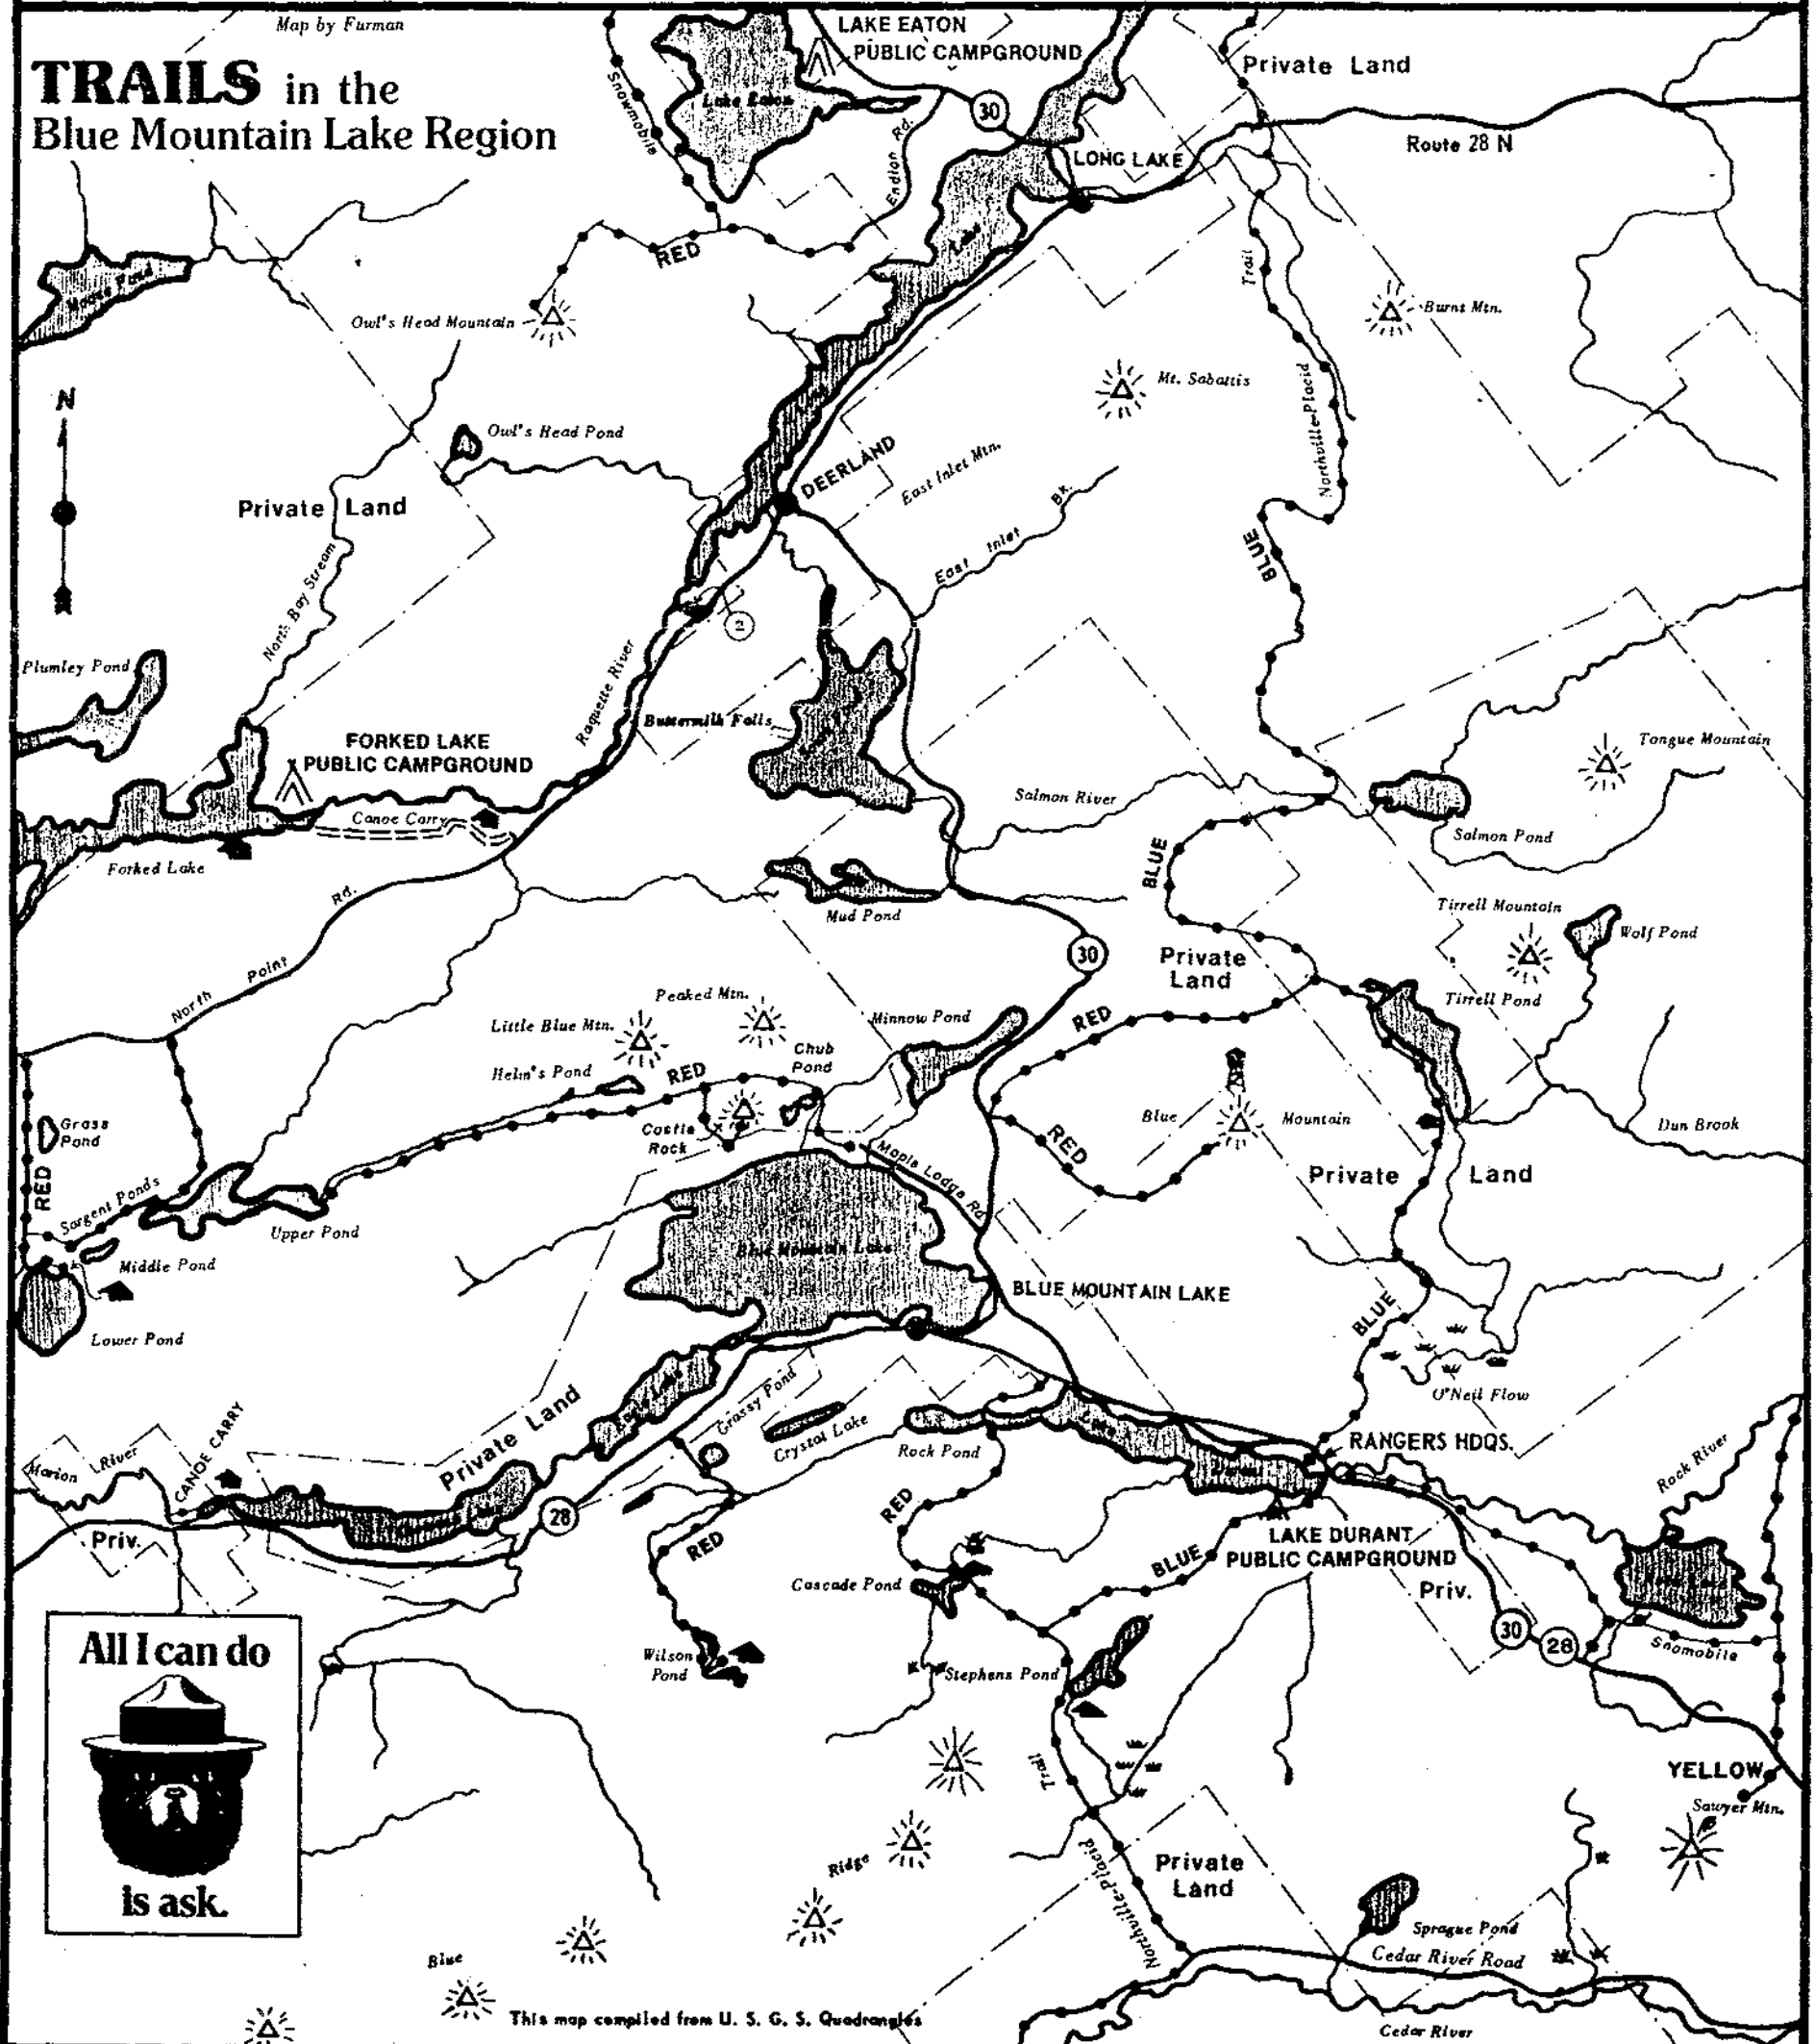 Map by Furman
TRAILS in the
Blue Mountain Lake Region
LAKE EATON
PUBLIC CAMPGROUND
Private Land
Snowmobile
Lake Eaton
30
Endion Rd.
LONG LAKE
Route 28 N
RED
Lake
Trail
Owl's Head Mountain
Burnt Mtn.
Mt. Sabattis
N
Owl's Head Pond
DEERLAND
East Inlet Mtn.
Northville-Placid
Private Land
East Inlet Bk.
BLUE
North Bay Stream
2
Plumley Pond
Raquette River
Buttermilk Falls
FORKED LAKE
PUBLIC CAMPGROUND
Tongue Mountain
Canoe Carry
Salmon River
Salmon Pond
Forked Lake
BLUE
North Point Rd.
Mud Pond
Tirrell Mountain
Wolf Pond
30
Private
Land
Tirrell Pond
Peaked Mtn.
Little Blue Mtn.
Minnow Pond
RED
Helm's Pond
RED
Chub
Pond
Grass
Pond
Castle
Rock
Blue Mountain
Dun Brook
RED
RED
Maple Lodge Rd
Private Land
Sargent Ponds
Upper Pond
Middle Pond
Blue Mountain Lake
BLUE MOUNTAIN LAKE
BLUE
Lower Pond
O'Neil Flow
Private Land
Grassy Pond
Crystal Lake
Rock Pond
RANGERS HDQS.
Marion River
CANOE CARRY
Rock River
28
Priv.
RED
RED
LAKE DURANT
PUBLIC CAMPGROUND
BLUE
Priv.
Cascade Pond
30
28
Snomobile
All I can do
is ask.
Wilson
Pond
Stephens Pond
Trail
YELLOW
Sawyer Mtn.
Northville-Placid
Private
Land
Ridge
Sprague Pond
Cedar River Road
Blue
This map compiled from U. S. G. S. Quadrangles
Cedar River